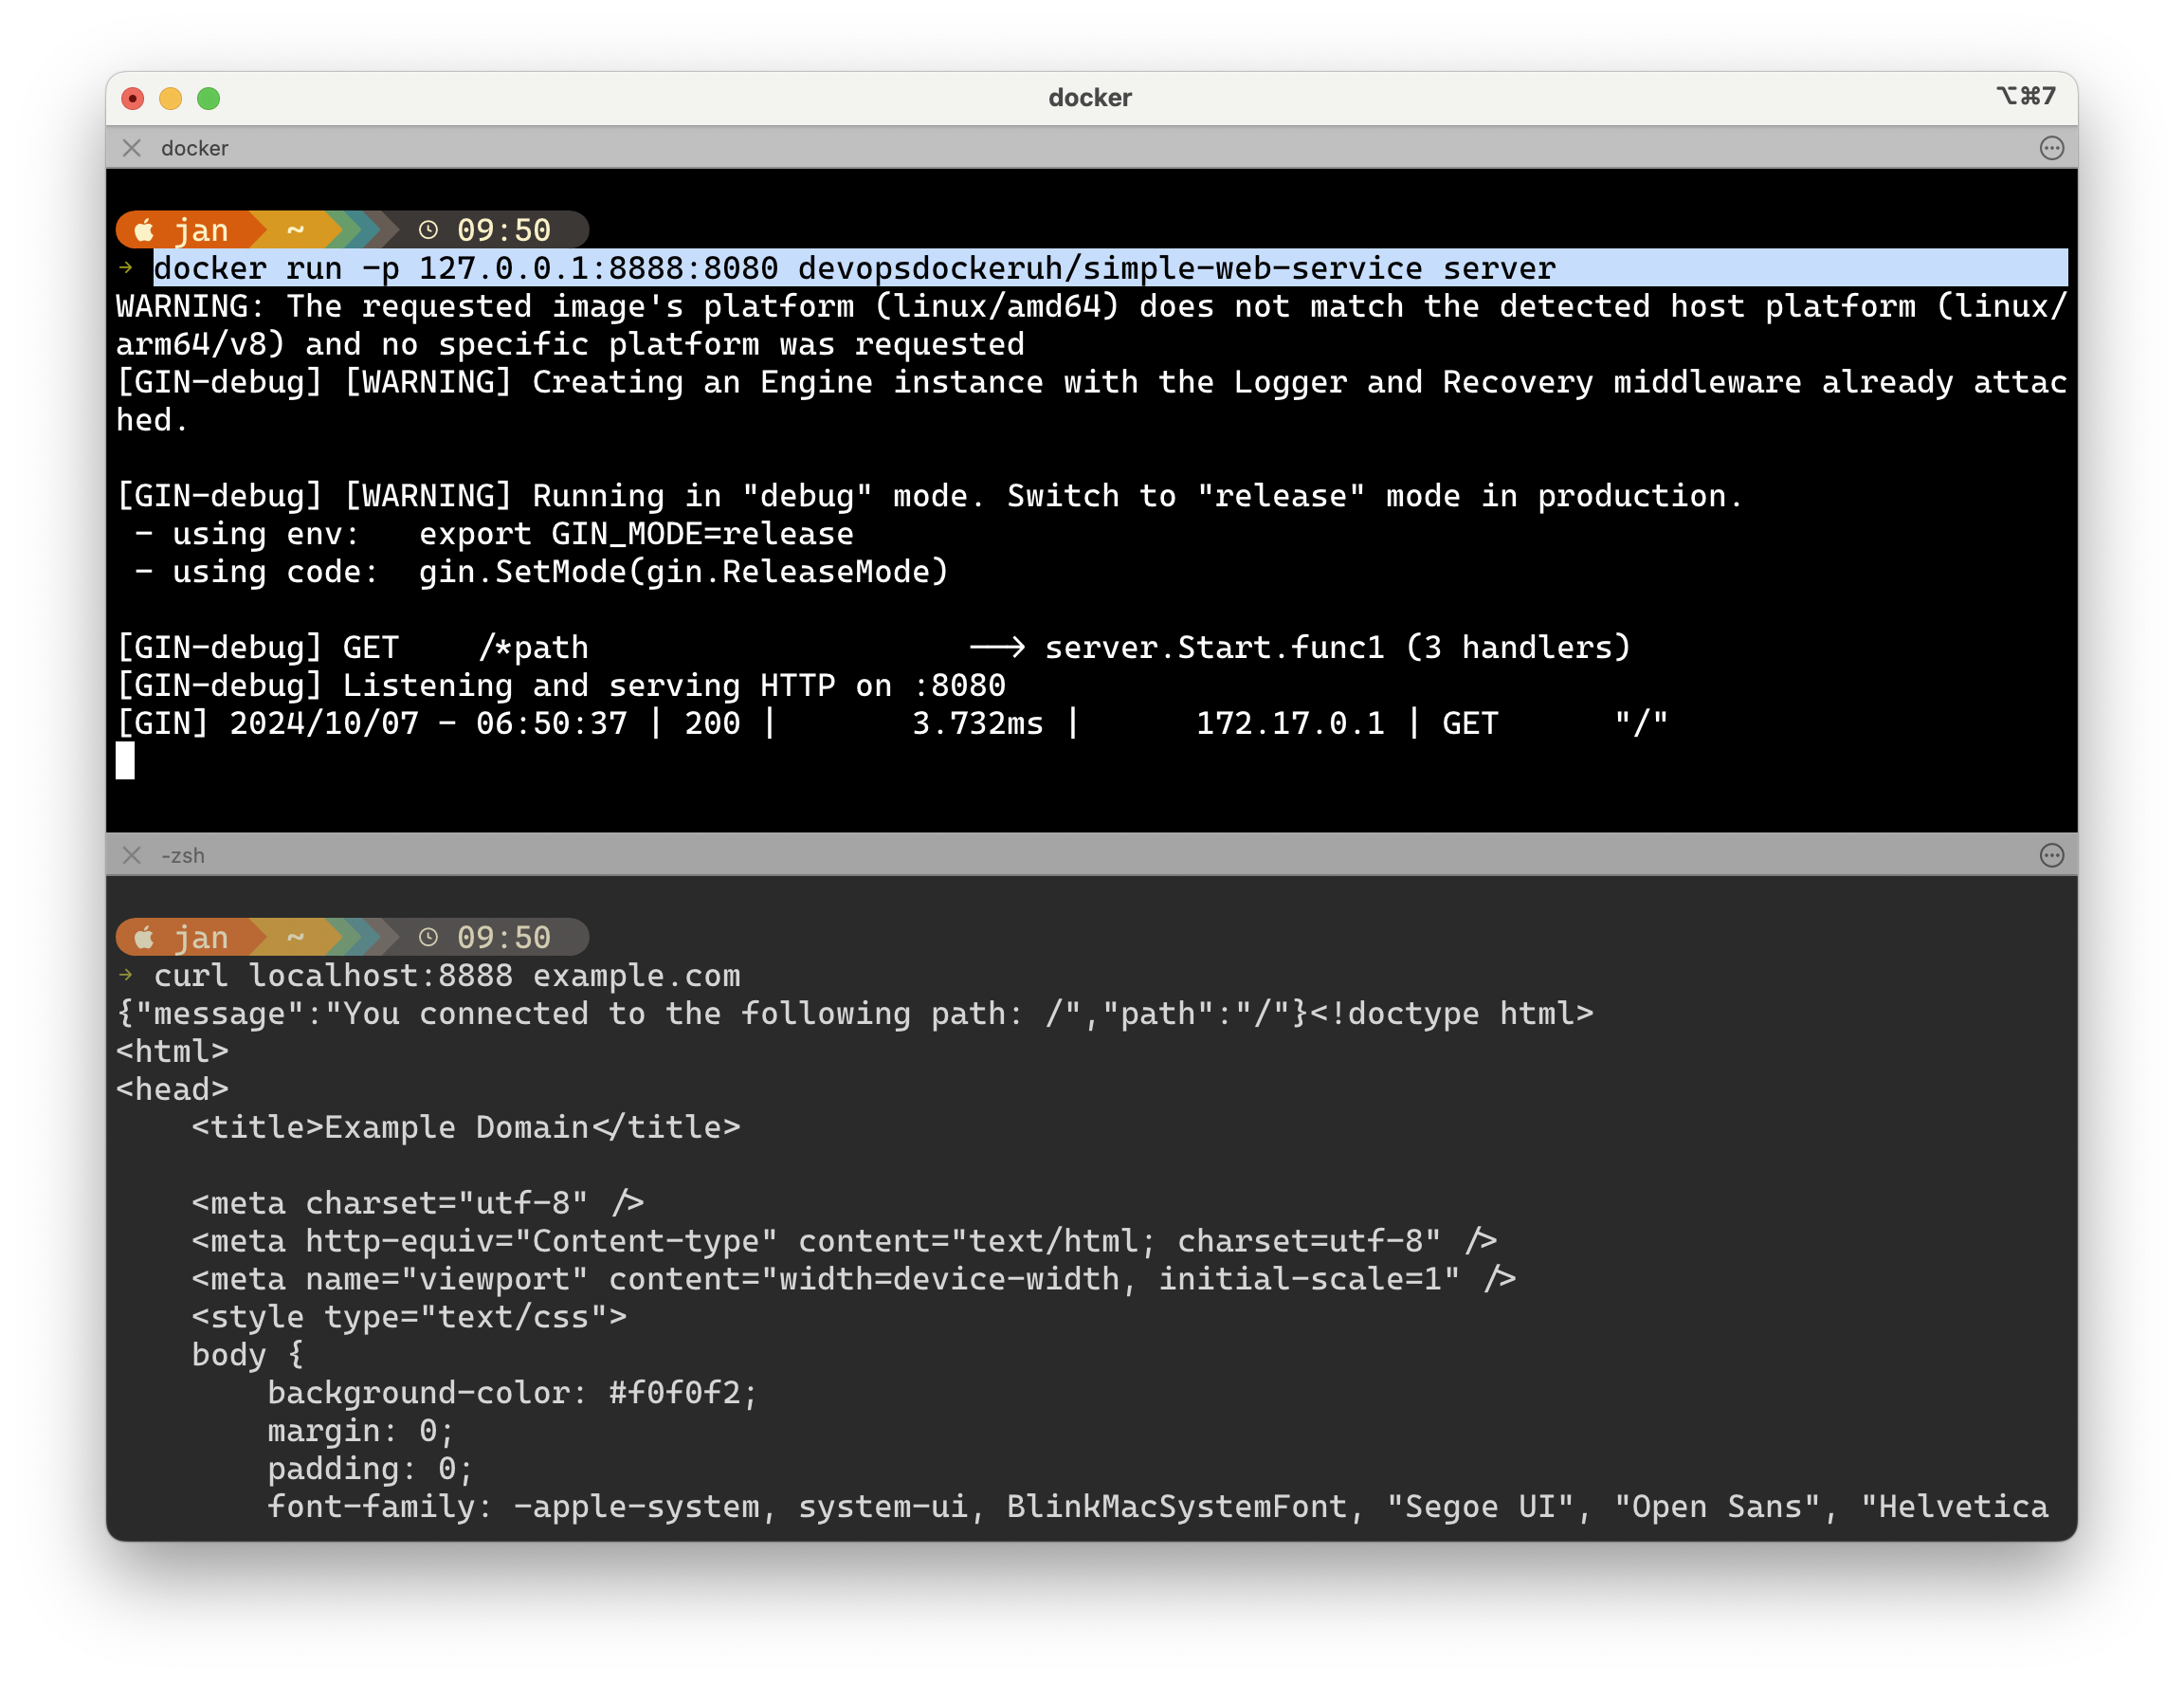 docker
⌥⌘7
docker
jan ~ 09:50
→ docker run -p 127.0.0.1:8888:8080 devopsdockeruh/simple-web-service server
WARNING: The requested image's platform (linux/amd64) does not match the detected host platform (linux/
arm64/v8) and no specific platform was requested
[GIN-debug] [WARNING] Creating an Engine instance with the Logger and Recovery middleware already attac
hed.
[GIN-debug] [WARNING] Running in "debug" mode. Switch to "release" mode in production.
 - using env:   export GIN_MODE=release
 - using code:  gin.SetMode(gin.ReleaseMode)
[GIN-debug] GET    /*path                    --> server.Start.func1 (3 handlers)
[GIN-debug] Listening and serving HTTP on :8080
[GIN] 2024/10/07 - 06:50:37 | 200 |       3.732ms |      172.17.0.1 | GET      "/"
-zsh
jan ~ 09:50
→ curl localhost:8888 example.com
{"message":"You connected to the following path: /","path":"/"}<!doctype html>
<html>
<head>
    <title>Example Domain</title>
    <meta charset="utf-8" />
    <meta http-equiv="Content-type" content="text/html; charset=utf-8" />
    <meta name="viewport" content="width=device-width, initial-scale=1" />
    <style type="text/css">
    body {
        background-color: #f0f0f2;
        margin: 0;
        padding: 0;
        font-family: -apple-system, system-ui, BlinkMacSystemFont, "Segoe UI", "Open Sans", "Helvetica